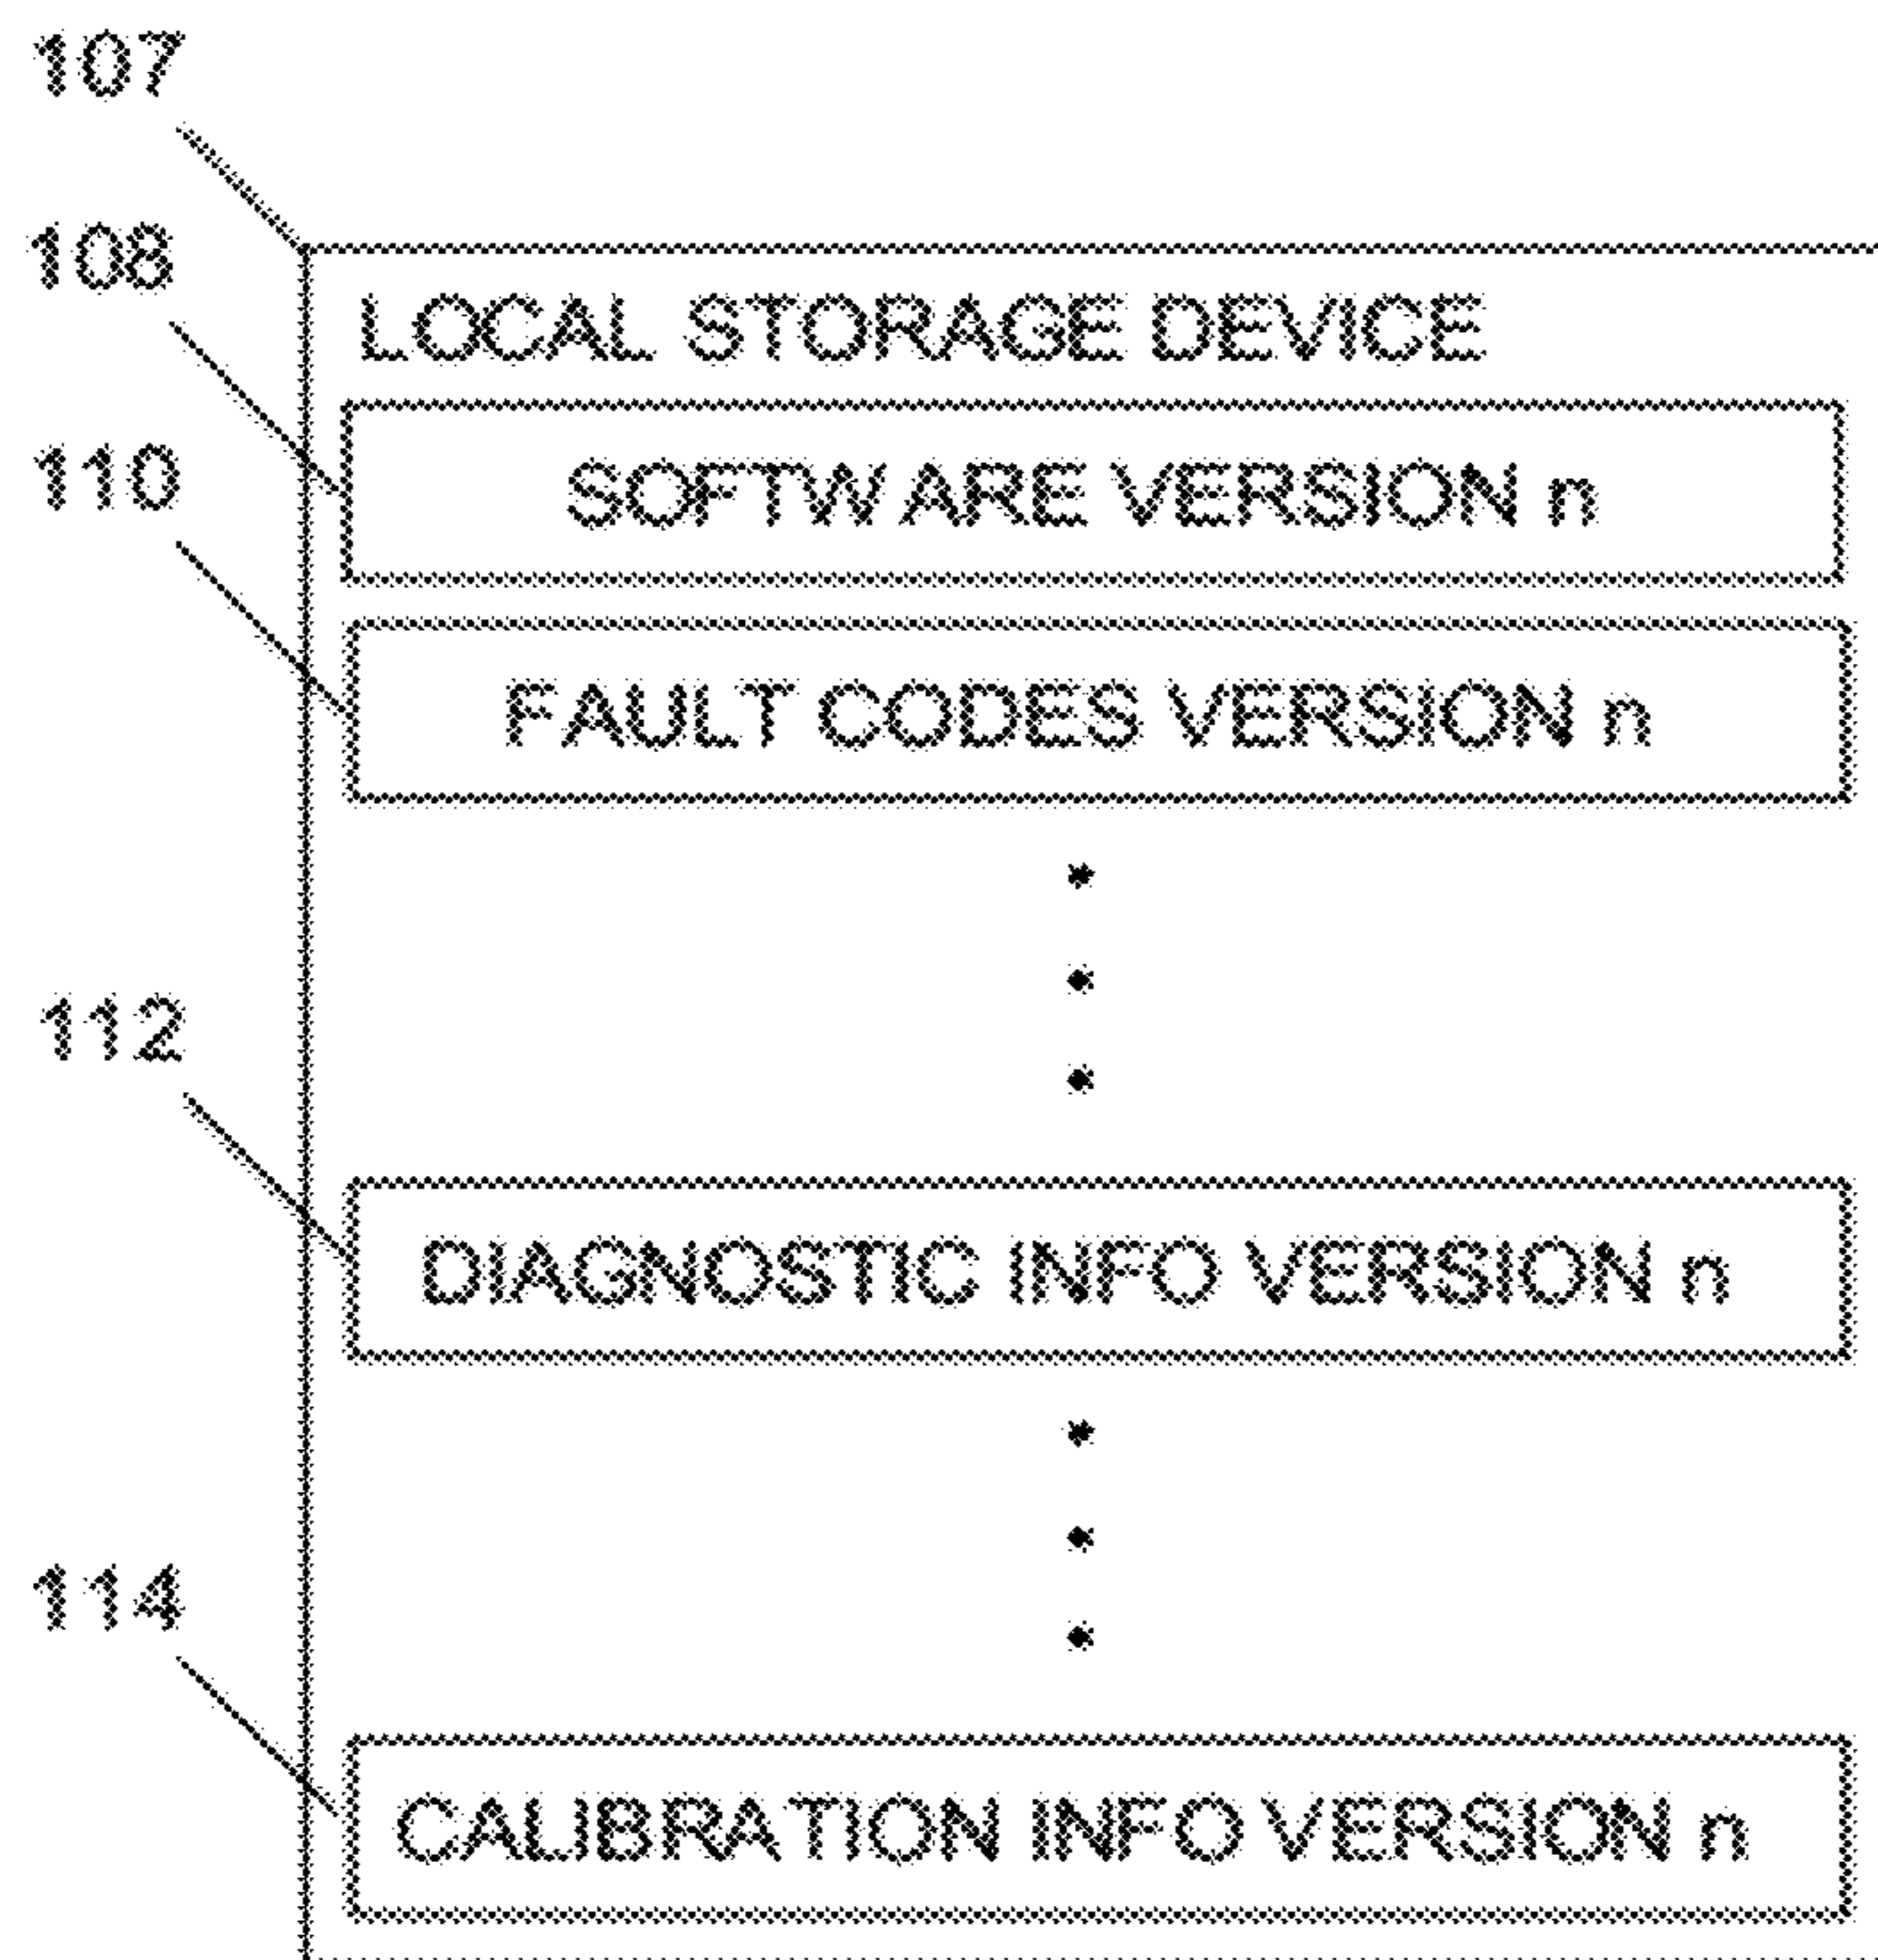 107
108
LOCAL STORAGE DEVICE
110
SOFTWARE VERSION n
FAULT CODES VERSION n
112
DIAGNOSTIC INFO VERSION n
114
CALIBRATION INFO VERSION n